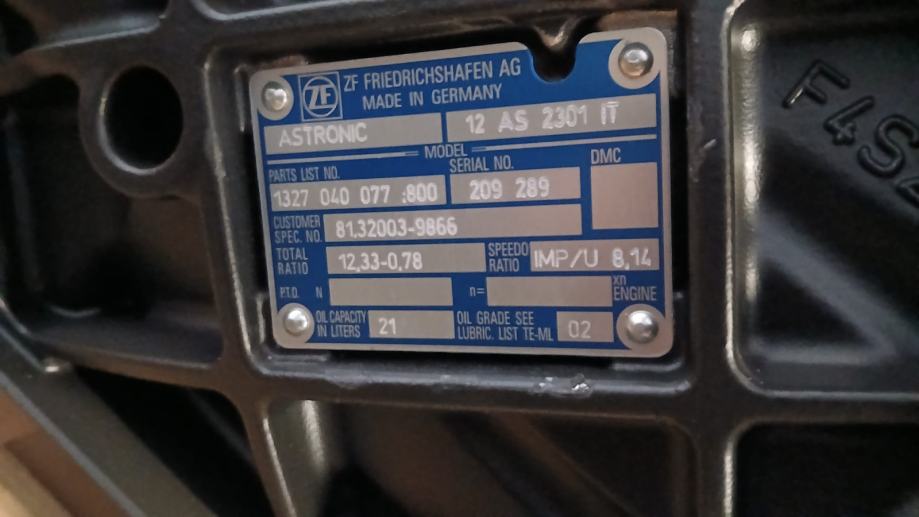 ZF ZF FRIEDRICHSHAFEN AG
MADE IN GERMANY
ASTRONIC 12 AS 2301 IT
MODEL
PARTS LIST NO. SERIAL NO. DMC
1327 040 077 :800 209 289
CUSTOMER
SPEC. NO. 81.32003-9866
TOTAL
RATIO 12,33-0,78 SPEEDO
RATIO IMP/U 8,14
P.T.O. N n= xn
ENGINE
OIL CAPACITY
IN LITERS 21 OIL GRADE SEE
LUBRIC. LIST TE-ML 02
F4S